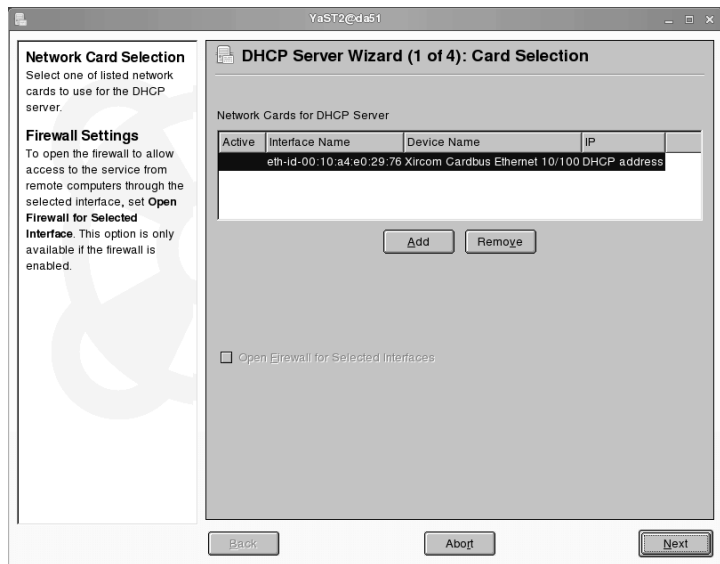 YaST2@da51
Network Card Selection
Select one of listed network
cards to use for the DHCP
server.
Firewall Settings
To open the firewall to allow
access to the service from
remote computers through the
selected interface, set Open
Firewall for Selected
Interface. This option is only
available if the firewall is
enabled.
DHCP Server Wizard (1 of 4): Card Selection
Network Cards for DHCP Server
Active Interface Name Device Name IP
eth-id-00:10:a4:e0:29:76 Xircom Cardbus Ethernet 10/100 DHCP address
Add Remove
Open Firewall for Selected Interfaces
Back Abort Next